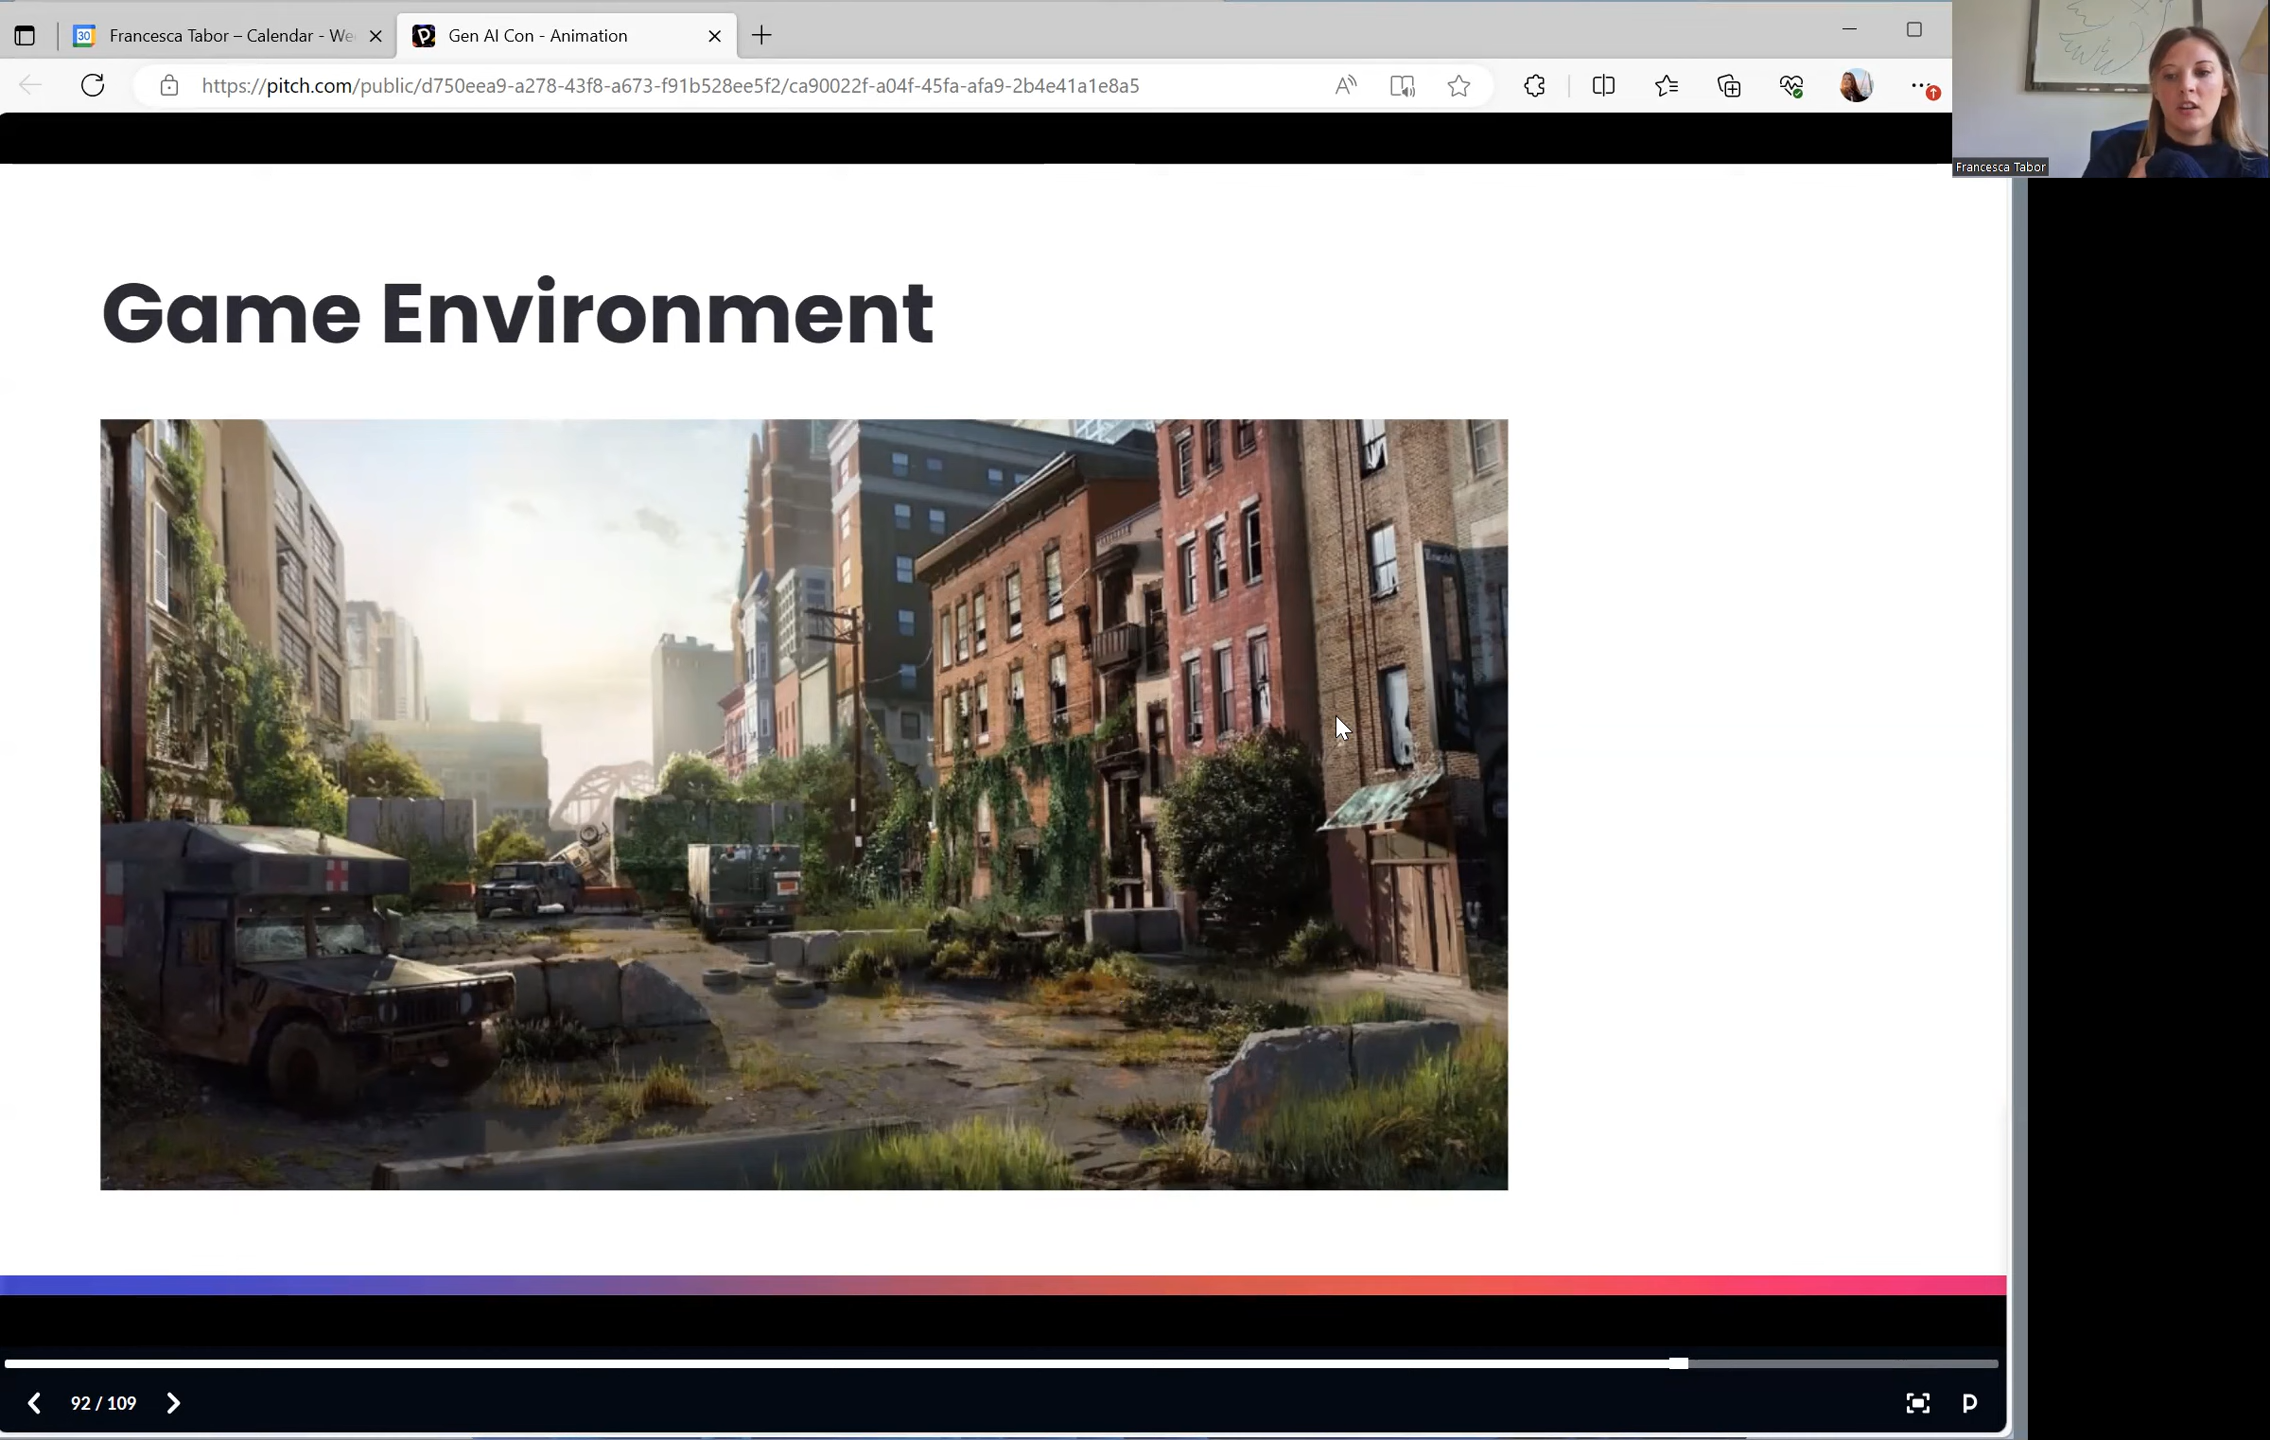 30 Francesca Tabor – Calendar - We
Gen AI Con - Animation
https://pitch.com/public/d750eea9-a278-43f8-a673-f91b528ee5f2/ca90022f-a04f-45fa-afa9-2b4e41a1e8a5
Francesca Tabor
Game Environment
92 / 109